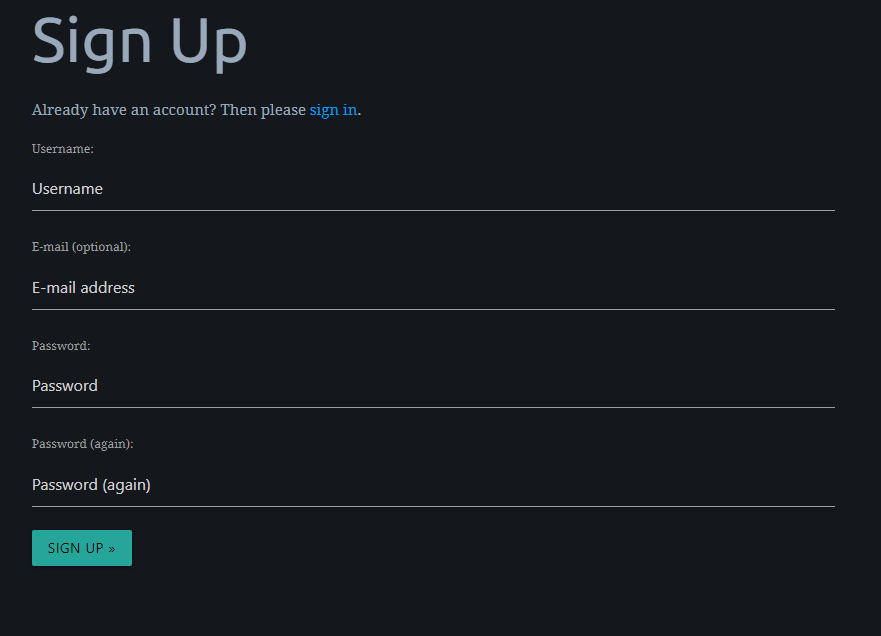 Sign Up
Already have an account? Then please sign in.
Username:
Username
E-mail (optional):
E-mail address
Password:
Password
Password (again):
Password (again)
SIGN UP »